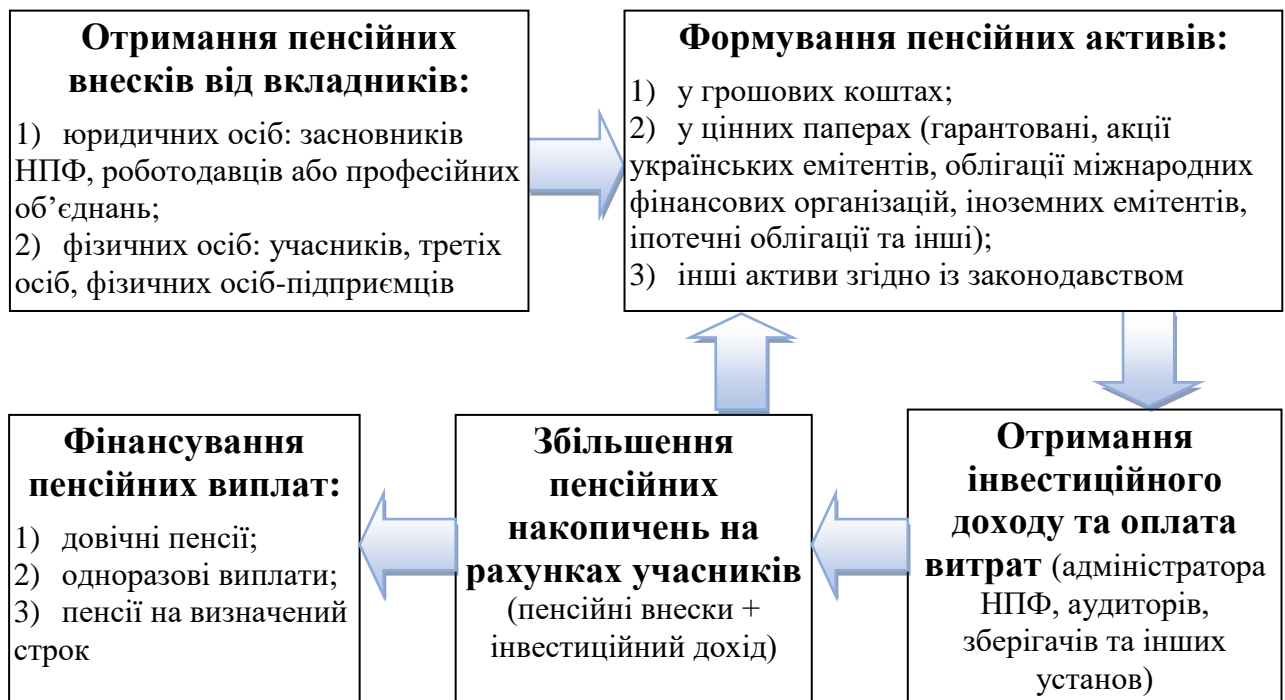 Отримання пенсійних
внесків від вкладників:
1) юридичних осіб: засновників
НПФ, роботодавців або професійних
об’єднань;
2) фізичних осіб: учасників, третіх
осіб, фізичних осіб-підприємців
Формування пенсійних активів:
1) у грошових коштах;
2) у цінних паперах (гарантовані, акції
українських емітентів, облігації міжнародних
фінансових організацій, іноземних емітентів,
іпотечні облігації та інші);
3) інші активи згідно із законодавством
Фінансування
пенсійних виплат:
1) довічні пенсії;
2) одноразові виплати;
3) пенсії на визначений
строк
Збільшення
пенсійних
накопичень на
рахунках учасників
(пенсійні внески +
інвестиційний дохід)
Отримання
інвестиційного
доходу та оплата
витрат (адміністратора
НПФ, аудиторів,
зберігачів та інших
установ)